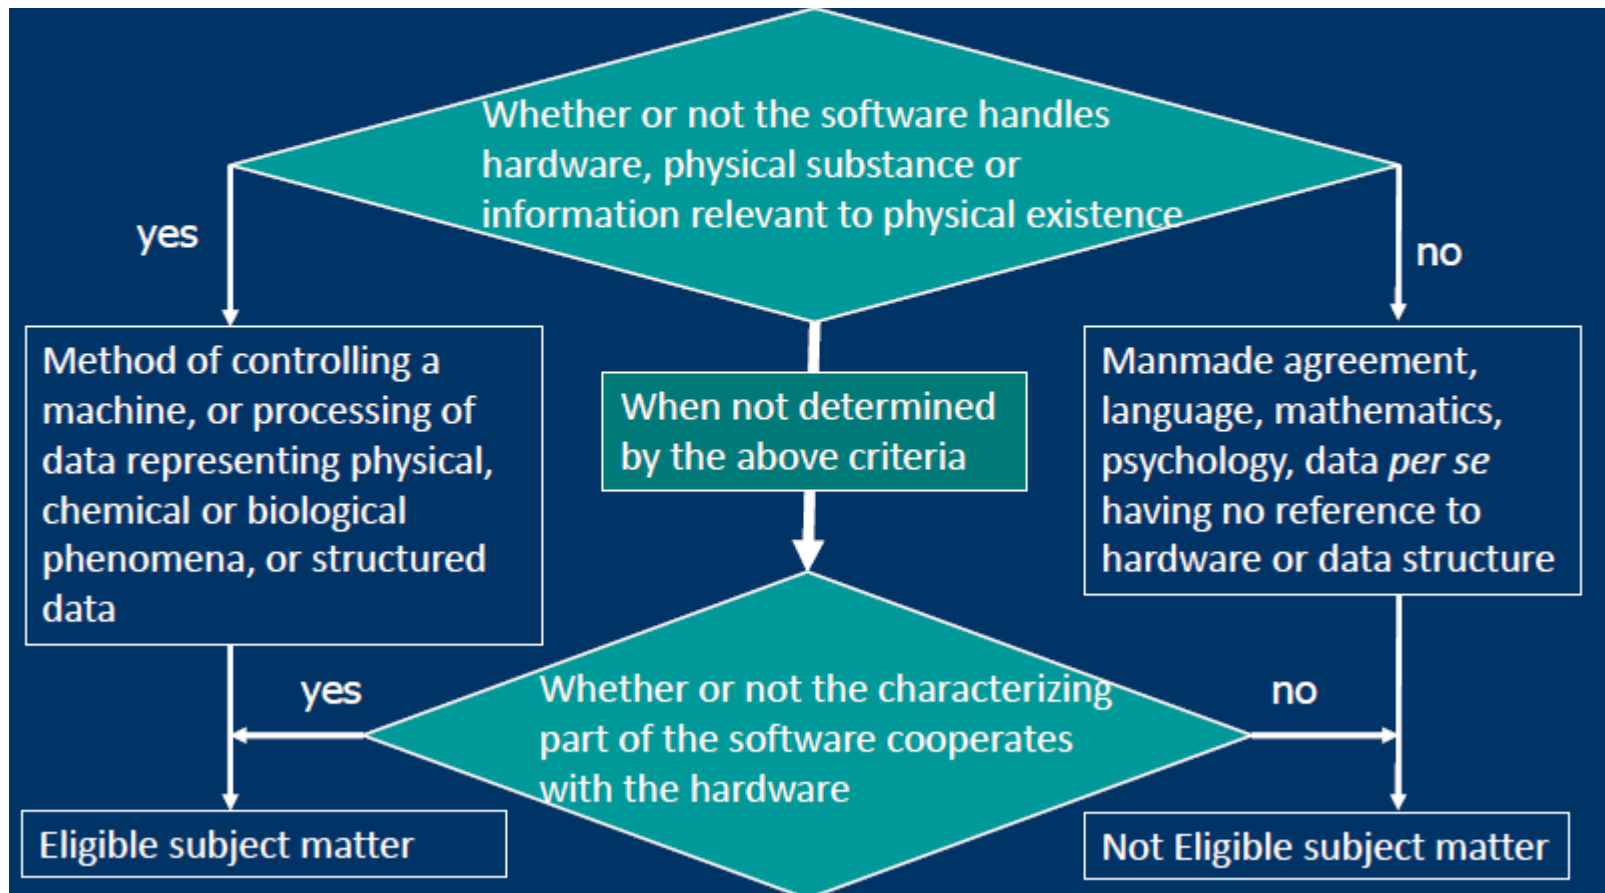 Whether or not the software handles
hardware, physical substance or
information relevant to physical existence
yes
no
Method of controlling a
machine, or processing of
data representing physical,
chemical or biological
phenomena, or structured
data
When not determined
by the above criteria
Manmade agreement,
language, mathematics,
psychology, data per se
having no reference to
hardware or data structure
yes
Whether or not the characterizing
part of the software cooperates
with the hardware
no
Eligible subject matter
Not Eligible subject matter